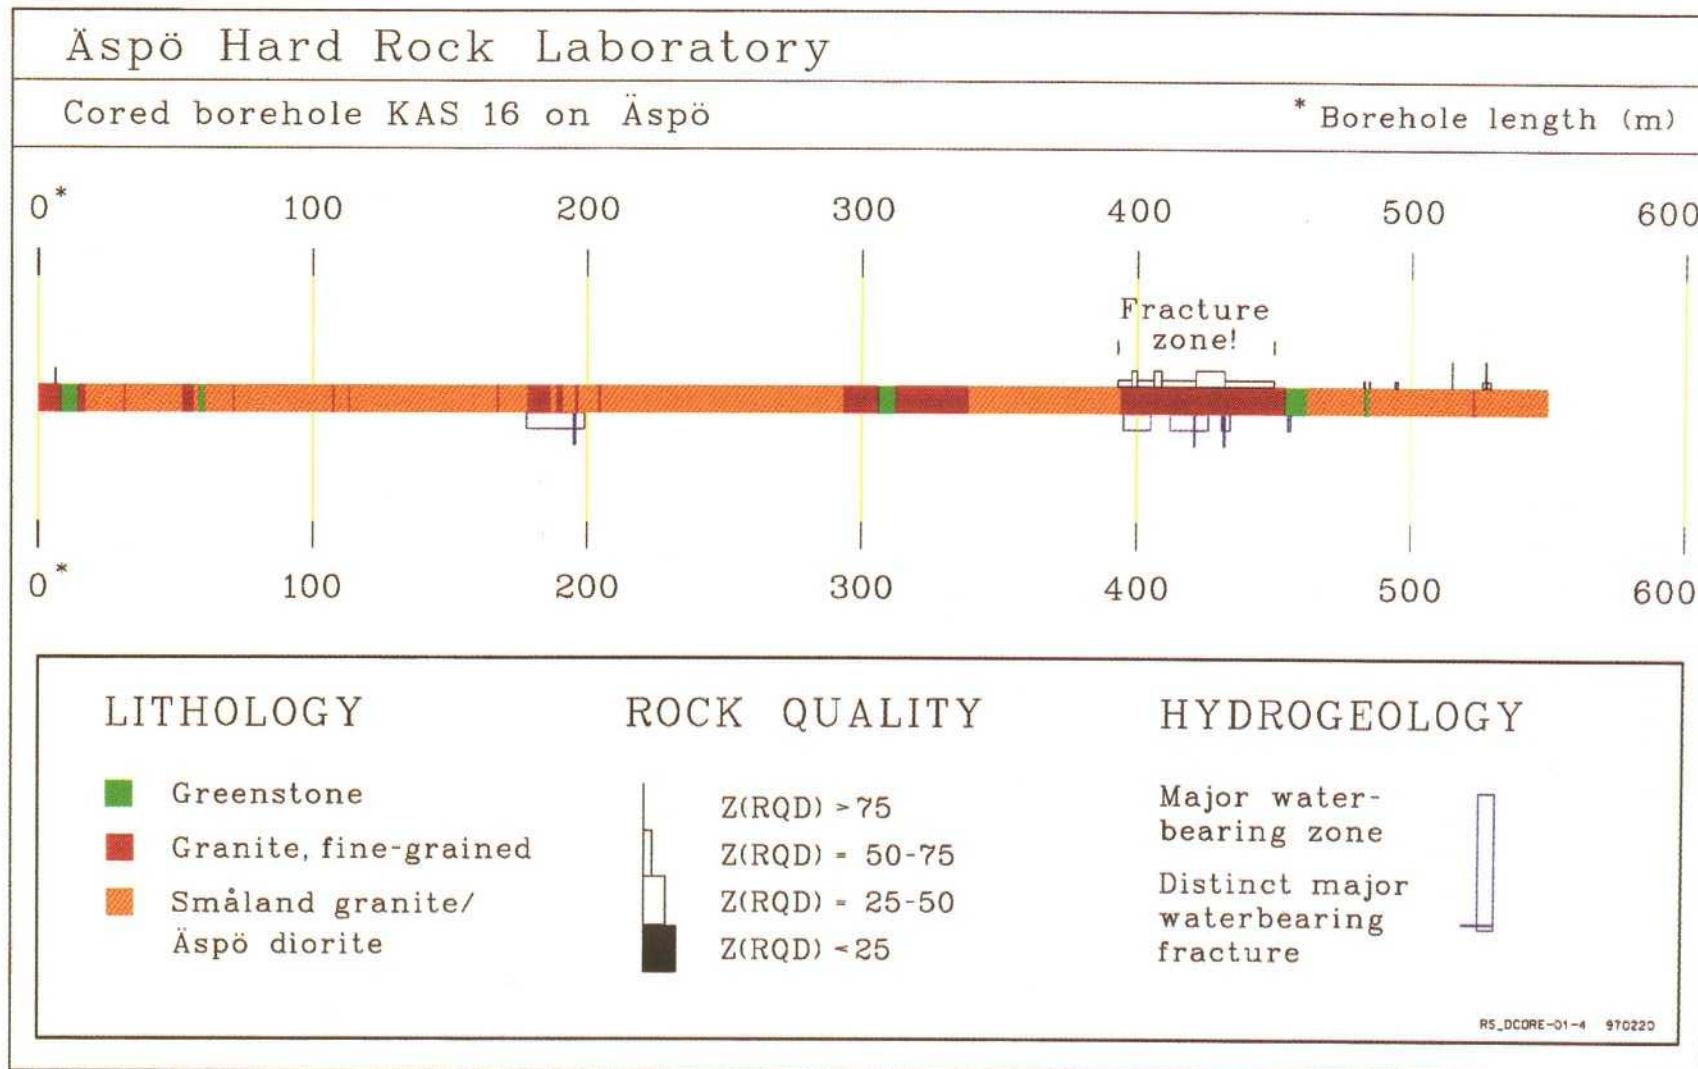 Äspö Hard Rock Laboratory
Cored borehole KAS 16 on Äspö
* Borehole length (m)
0* 100 200 300 400 500 600
Fracture
zone!
0* 100 200 300 400 500 600
LITHOLOGY
Greenstone
Granite, fine-grained
Småland granite/
Äspö diorite
ROCK QUALITY
Z(RQD) > 75
Z(RQD) = 50-75
Z(RQD) = 25-50
Z(RQD) < 25
HYDROGEOLOGY
Major water-
bearing zone
Distinct major
waterbearing
fracture
RS_DCORE-01-4 970220